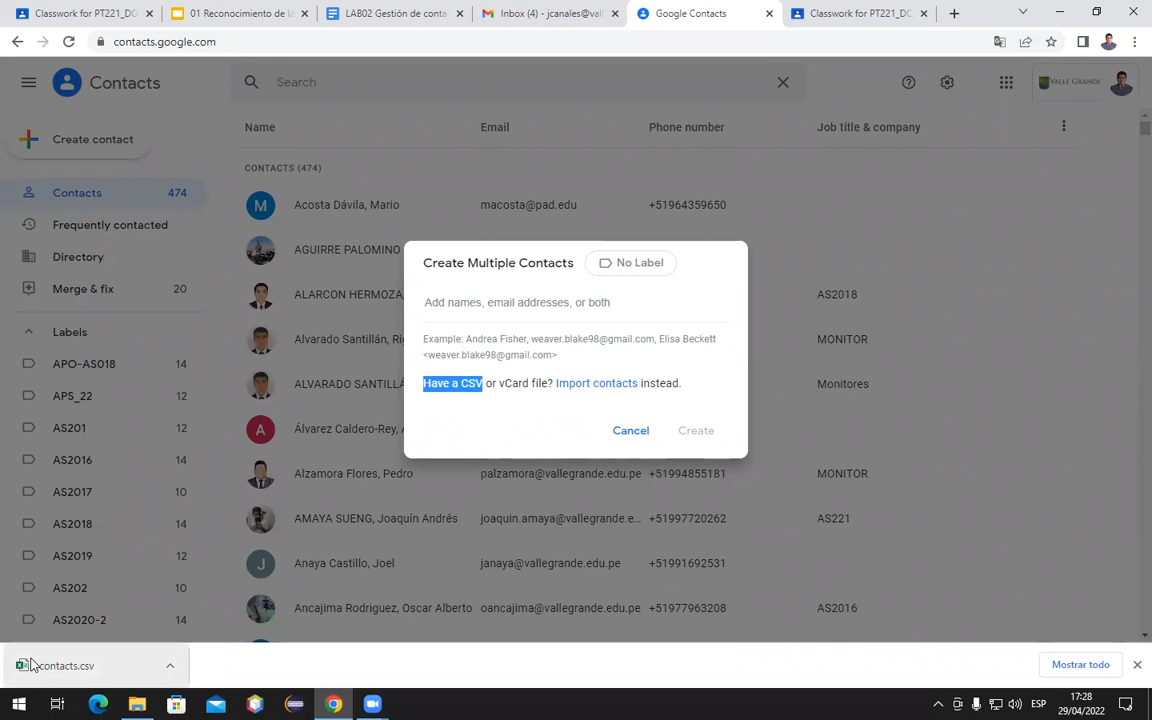 Classwork for PT221_DO
01 Reconocimiento de la
LAB02 Gestión de conta
Inbox (4) - jcanales@vall
Google Contacts
Classwork for PT221_DO
contacts.google.com
Contacts
Search
VALLE GRANDE
Create contact
Name
Email
Phone number
Job title & company
CONTACTS (474)
Contacts 474
Acosta Dávila, Mario macosta@pad.edu +51964359650
Frequently contacted
AGUIRRE PALOMINO
Directory
Create Multiple Contacts
No Label
Merge & fix 20
ALARCON HERMOZA,
AS2018
Add names, email addresses, or both
Labels
Alvarado Santillán, Ri
MONITOR
Example: Andrea Fisher, weaver.blake98@gmail.com, Elisa Beckett
<weaver.blake98@gmail.com>
APO-AS018 14
ALVARADO SANTILLÁ
Monitores
Have a CSV or vCard file? Import contacts instead.
APS_22 12
AS201 12
A
Álvarez Caldero-Rey, A
Cancel
Create
AS2016 14
Alzamora Flores, Pedro palzamora@vallegrande.edu.pe +51994855181 MONITOR
AS2017 10
AS2018 14
AMAYA SUENG, Joaquín Andrés joaquin.amaya@vallegrande.e... +51997720262 AS221
AS2019 12
J
Anaya Castillo, Joel janaya@vallegrande.edu.pe +51991692531
AS202 10
Ancajima Rodriguez, Oscar Alberto oancajima@vallegrande.edu.pe +51977963208 AS2016
AS2020-2 14
contacts.csv
Mostrar todo
ESP
17:28
29/04/2022